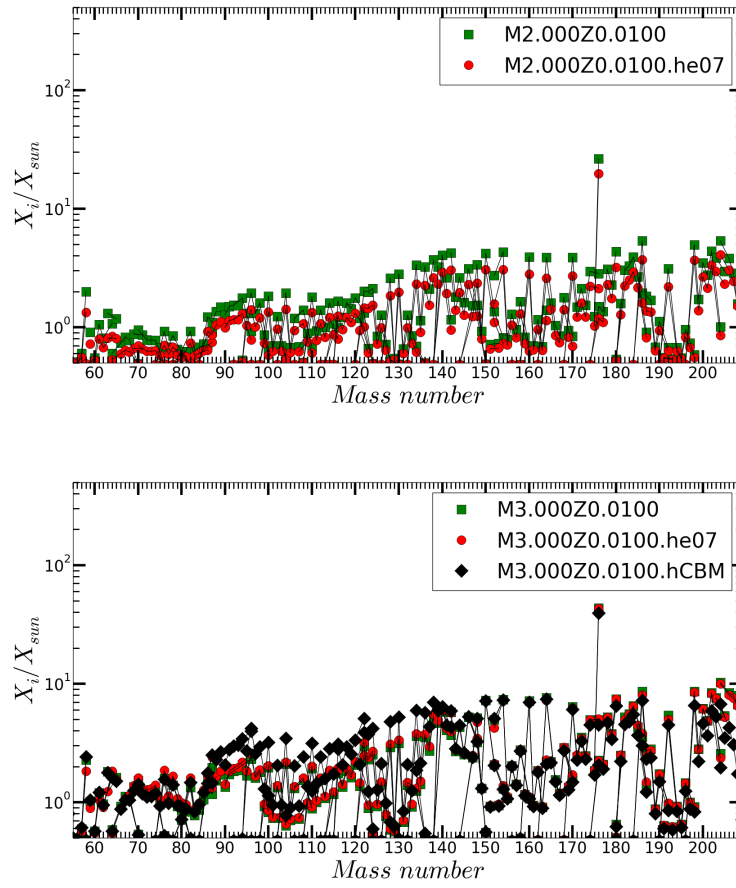 M2.000Z0.0100
M2.000Z0.0100.he07
10^2
10^1
10^0
X_i/X_sun
60 70 80 90 100 110 120 130 140 150 160 170 180 190 200
Mass number
M3.000Z0.0100
M3.000Z0.0100.he07
M3.000Z0.0100.hCBM
10^2
10^1
10^0
X_i/X_sun
60 70 80 90 100 110 120 130 140 150 160 170 180 190 200
Mass number